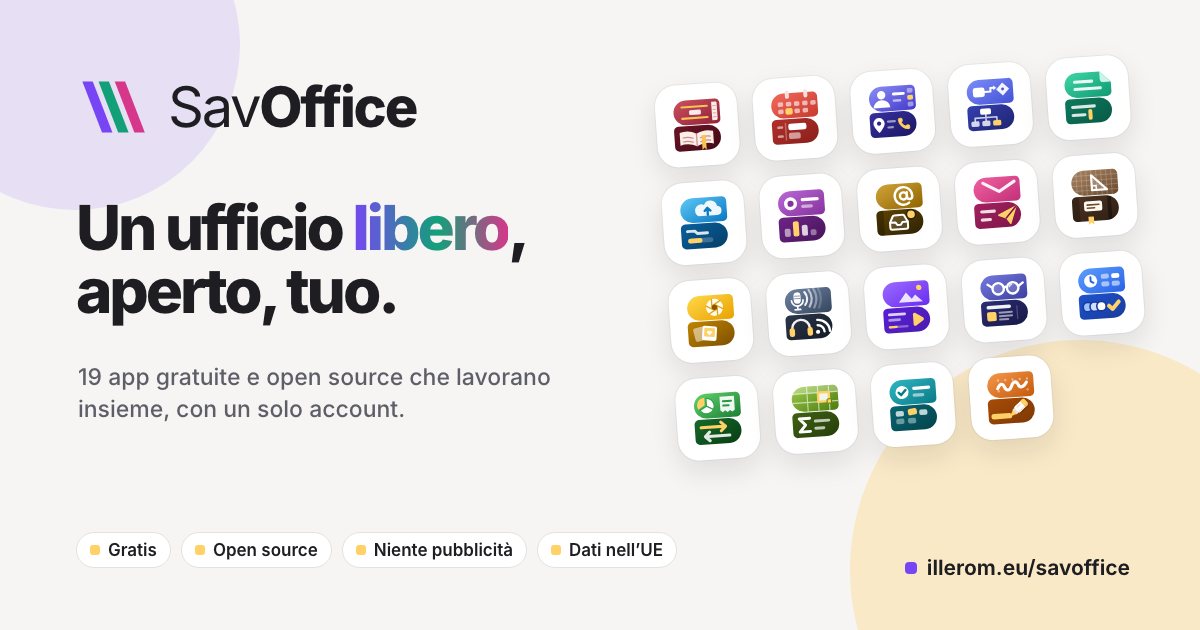 SavOffice
Un ufficio libero,
aperto, tuo.
19 app gratuite e open source che lavorano
insieme, con un solo account.
Gratis
Open source
Niente pubblicità
Dati nell’UE
illerom.eu/savoffice